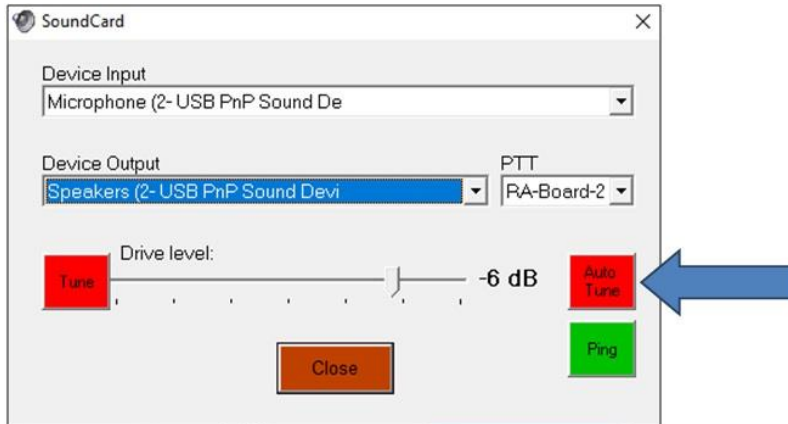 SoundCard
Device Input
Microphone (2- USB PnP Sound De
Device Output
PTT
Speakers (2- USB PnP Sound Devi
RA-Board-2
Drive level:
Tune
-6 dB
Auto
Tune
Ping
Close